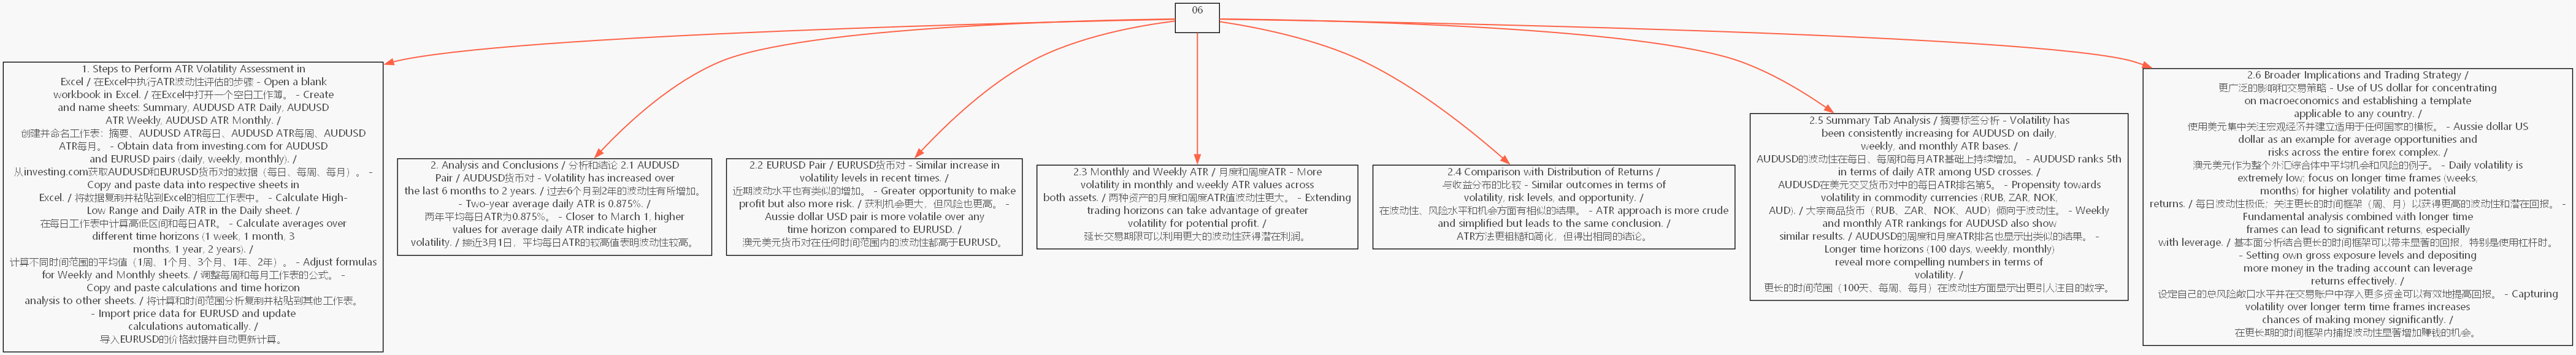 06
1. Steps to Perform ATR Volatility Assessment in
Excel / 在Excel中执行ATR波动性评估的步骤 - Open a blank
workbook in Excel. / 在Excel中打开一个空白工作簿。 - Create
and name sheets: Summary, AUDUSD ATR Daily, AUDUSD
ATR Weekly, AUDUSD ATR Monthly. /
创建并命名工作表：摘要、AUDUSD ATR每日、AUDUSD ATR每周、AUDUSD
ATR每月。 - Obtain data from investing.com for AUDUSD
and EURUSD pairs (daily, weekly, monthly). /
从investing.com获取AUDUSD和EURUSD货币对的数据（每日、每周、每月）。 -
Copy and paste data into respective sheets in
Excel. / 将数据复制并粘贴到Excel的相应工作表中。 - Calculate High-
Low Range and Daily ATR in the Daily sheet. /
在每日工作表中计算高低区间和每日ATR。 - Calculate averages over
different time horizons (1 week, 1 month, 3
months, 1 year, 2 years). /
计算不同时间范围的平均值（1周、1个月、3个月、1年、2年）。 - Adjust formulas
for Weekly and Monthly sheets. / 调整每周和每月工作表的公式。 -
Copy and paste calculations and time horizon
analysis to other sheets. / 将计算和时间范围分析复制并粘贴到其他工作表。
- Import price data for EURUSD and update
calculations automatically. /
导入EURUSD的价格数据并自动更新计算。
2. Analysis and Conclusions / 分析和结论 2.1 AUDUSD
Pair / AUDUSD货币对 - Volatility has increased over
the last 6 months to 2 years. / 过去6个月到2年的波动性有所增加。
- Two-year average daily ATR is 0.875%. /
两年平均每日ATR为0.875%。 - Closer to March 1, higher
values for average daily ATR indicate higher
volatility. / 接近3月1日，平均每日ATR的较高值表明波动性较高。
2.2 EURUSD Pair / EURUSD货币对 - Similar increase in
volatility levels in recent times. /
近期波动水平也有类似的增加。 - Greater opportunity to make
profit but also more risk. / 获利机会更大，但风险也更高。 -
Aussie dollar USD pair is more volatile over any
time horizon compared to EURUSD. /
澳元美元货币对在任何时间范围内的波动性都高于EURUSD。
2.3 Monthly and Weekly ATR / 月度和周度ATR - More
volatility in monthly and weekly ATR values across
both assets. / 两种资产的月度和周度ATR值波动性更大。 - Extending
trading horizons can take advantage of greater
volatility for potential profit. /
延长交易期限可以利用更大的波动性获得潜在利润。
2.4 Comparison with Distribution of Returns /
与收益分布的比较 - Similar outcomes in terms of
volatility, risk levels, and opportunity. /
在波动性、风险水平和机会方面有相似的结果。 - ATR approach is more crude
and simplified but leads to the same conclusion. /
ATR方法更粗糙和简化，但得出相同的结论。
2.5 Summary Tab Analysis / 摘要标签分析 - Volatility has
been consistently increasing for AUDUSD on daily,
weekly, and monthly ATR bases. /
AUDUSD的波动性在每日、每周和每月ATR基础上持续增加。 - AUDUSD ranks 5th
in terms of daily ATR among USD crosses. /
AUDUSD在美元交叉货币对中的每日ATR排名第5。 - Propensity towards
volatility in commodity currencies (RUB, ZAR, NOK,
AUD). / 大宗商品货币（RUB、ZAR、NOK、AUD）倾向于波动性。 - Weekly
and monthly ATR rankings for AUDUSD also show
similar results. / AUDUSD的周度和月度ATR排名也显示出类似的结果。 -
Longer time horizons (100 days, weekly, monthly)
reveal more compelling numbers in terms of
volatility. /
更长的时间范围（100天、每周、每月）在波动性方面显示出更引人注目的数字。
2.6 Broader Implications and Trading Strategy /
更广泛的影响和交易策略 - Use of US dollar for concentrating
on macroeconomics and establishing a template
applicable to any country. /
使用美元集中关注宏观经济并建立适用于任何国家的模板。 - Aussie dollar US
dollar as an example for average opportunities and
risks across the entire forex complex. /
澳元美元作为整个外汇综合体中平均机会和风险的例子。 - Daily volatility is
extremely low; focus on longer time frames (weeks,
months) for higher volatility and potential
returns. / 每日波动性极低；关注更长的时间框架（周、月）以获得更高的波动性和潜在回报。 -
Fundamental analysis combined with longer time
frames can lead to significant returns, especially
with leverage. / 基本面分析结合更长的时间框架可以带来显著的回报，特别是使用杠杆时。
- Setting own gross exposure levels and depositing
more money in the trading account can leverage
returns effectively. /
设定自己的总风险敞口水平并在交易账户中存入更多资金可以有效地提高回报。 - Capturing
volatility over longer term time frames increases
chances of making money significantly. /
在更长期的时间框架内捕捉波动性显著增加赚钱的机会。